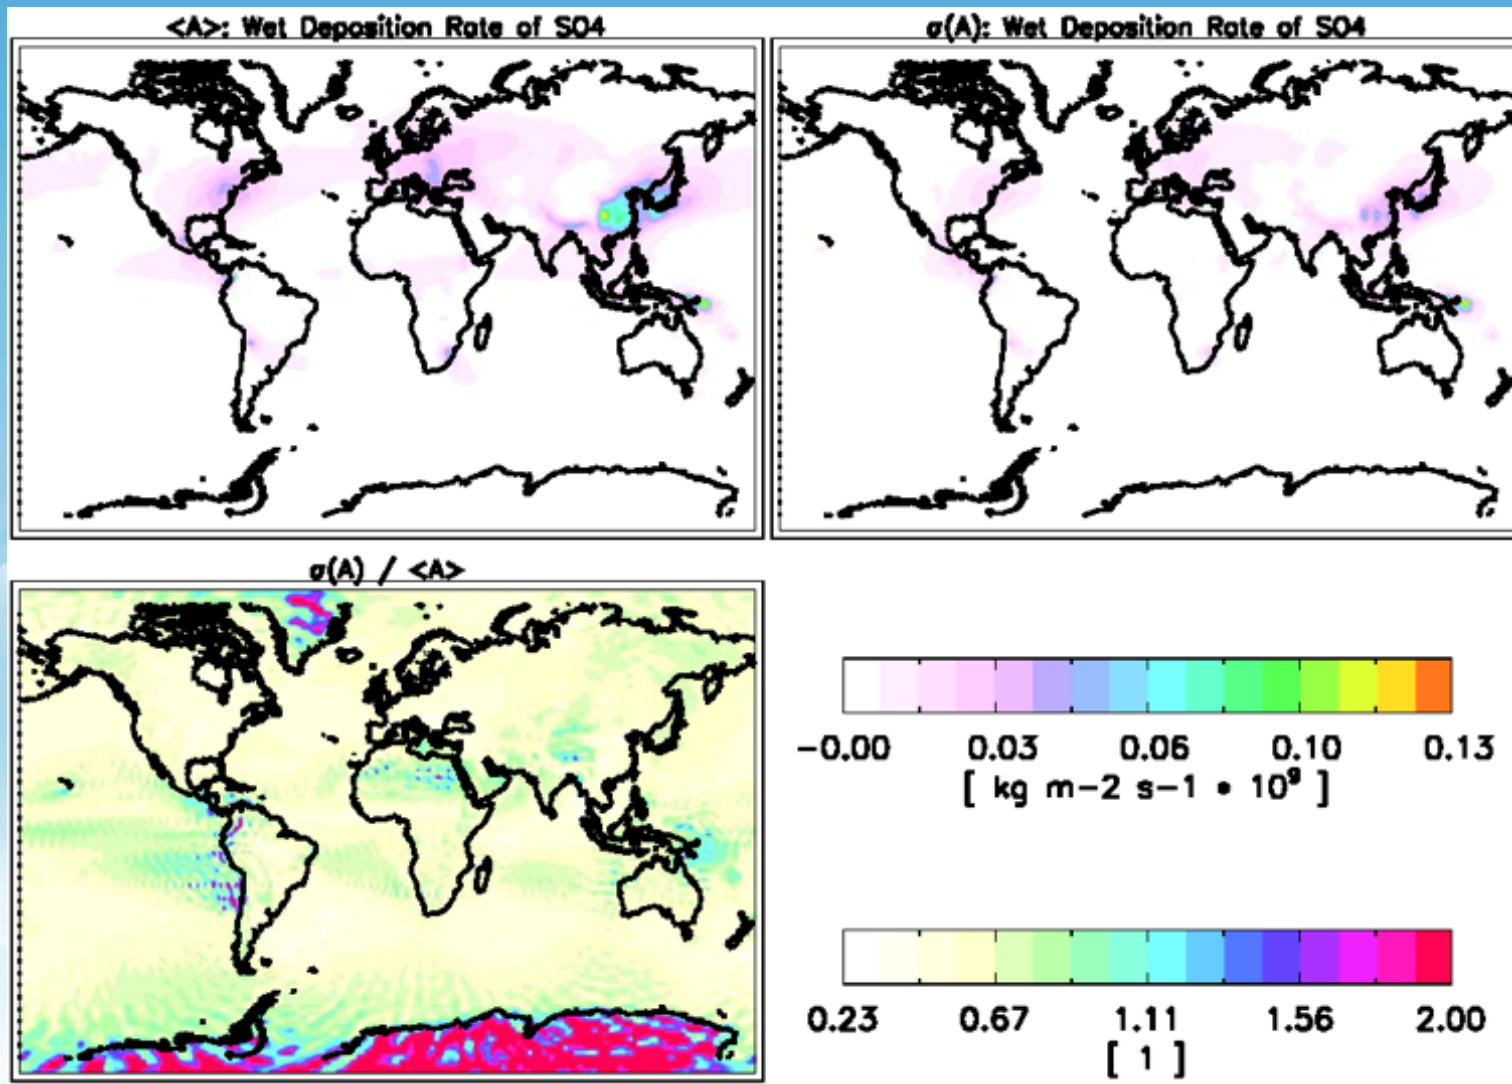 <A>: Wet Deposition Rate of SO4
σ(A): Wet Deposition Rate of SO4
σ(A) / <A>
-0.00 0.03 0.06 0.10 0.13
[ kg m-2 s-1 * 10⁹ ]
0.23 0.67 1.11 1.56 2.00
[ 1 ]